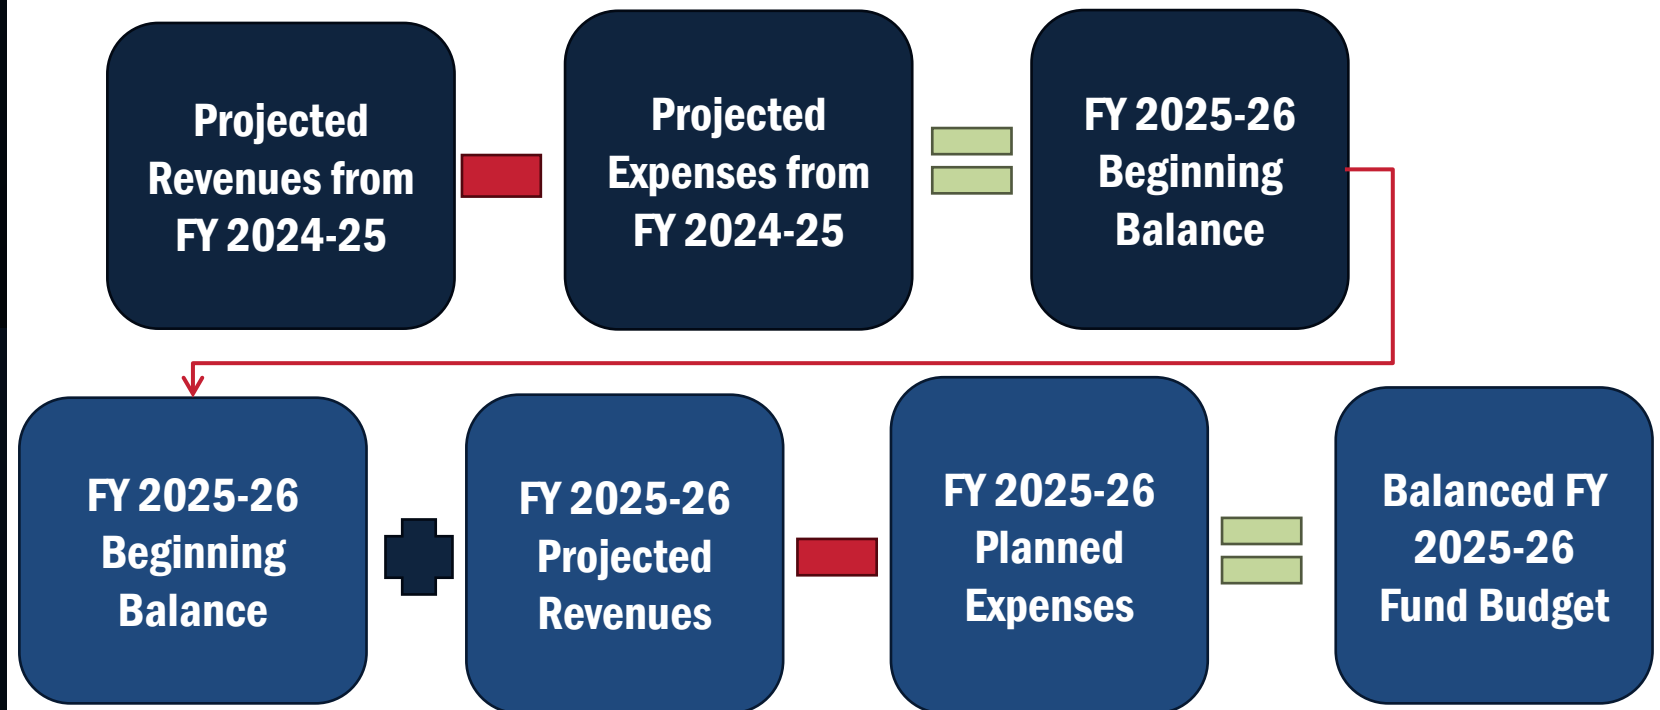 Projected
Revenues from
FY 2024-25
Projected
Expenses from
FY 2024-25
FY 2025-26
Beginning
Balance
FY 2025-26
Beginning
Balance
FY 2025-26
Projected
Revenues
FY 2025-26
Planned
Expenses
Balanced FY
2025-26
Fund Budget